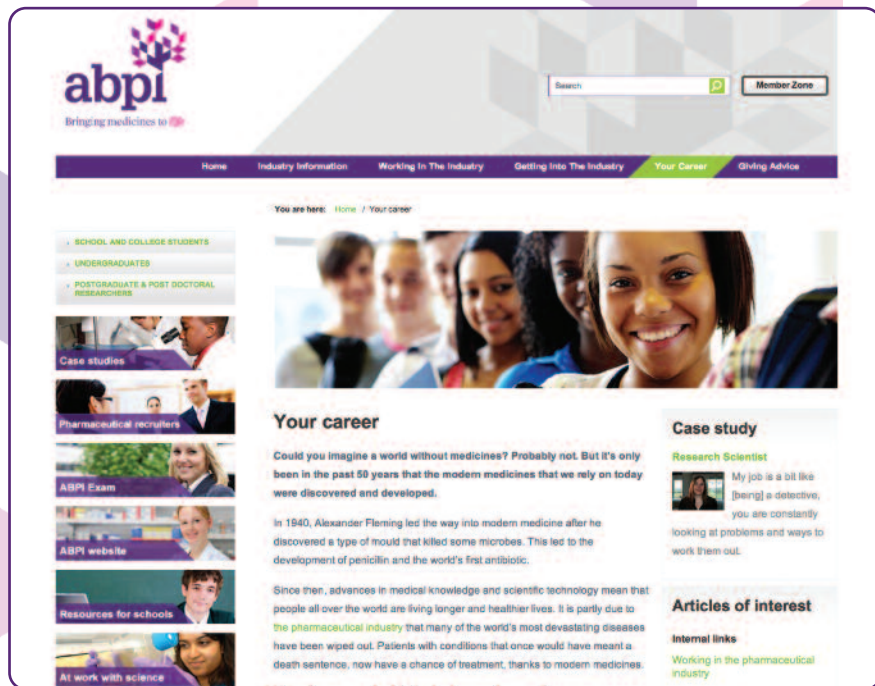 abpi
Bringing medicines to life
Search
Member Zone
Home Industry Information Working In The Industry Getting Into The Industry Your Career Giving Advice
You are here: Home / Your career
SCHOOL AND COLLEGE STUDENTS
UNDERGRADUATES
POSTGRADUATE & POST DOCTORAL
RESEARCHERS
Case studies
Pharmaceutical recruiters
ABPI Exam
ABPI website
Resources for schools
At work with science
Your career
Could you imagine a world without medicines? Probably not. But it's only
been in the past 50 years that the modern medicines that we rely on today
were discovered and developed.
In 1940, Alexander Fleming led the way into modern medicine after he
discovered a type of mould that killed some microbes. This led to the
development of penicillin and the world's first antibiotic.
Since then, advances in medical knowledge and scientific technology mean that
people all over the world are living longer and healthier lives. It is partly due to
the pharmaceutical industry that many of the world's most devastating diseases
have been wiped out. Patients with conditions that once would have meant a
death sentence, now have a chance of treatment, thanks to modern medicines.
Case study
Research Scientist
My job is a bit like
[being] a detective,
you are constantly
looking at problems and ways to
work them out.
Articles of interest
Internal links
Working in the pharmaceutical
industry